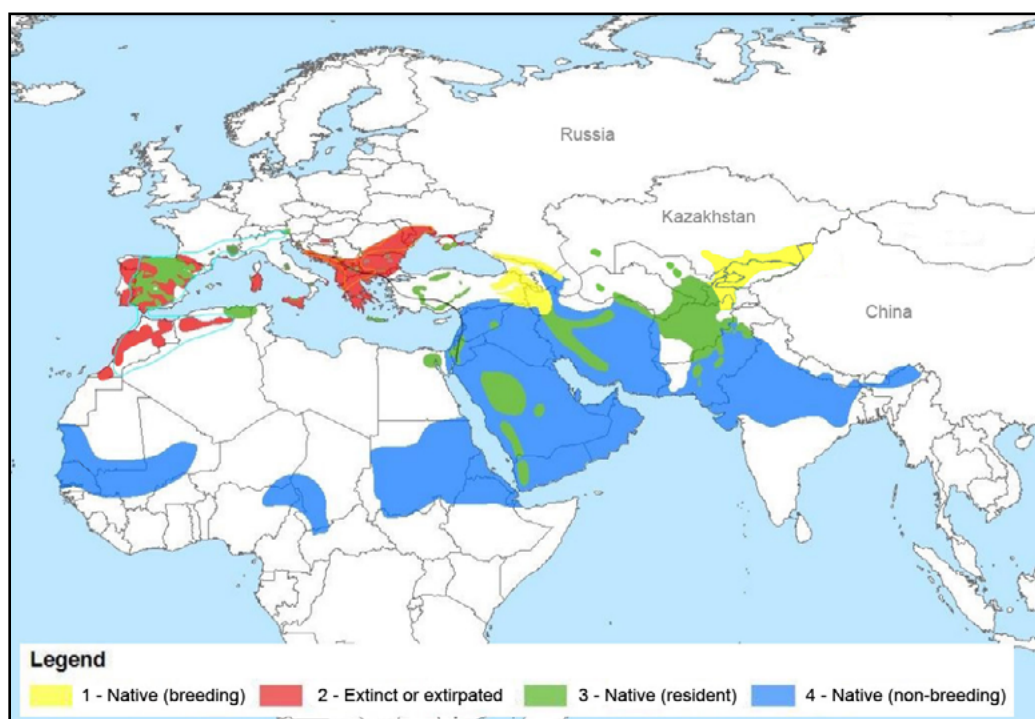 Russia
Kazakhstan
China
Legend
1 - Native (breeding) 2 - Extinct or extirpated 3 - Native (resident) 4 - Native (non-breeding)